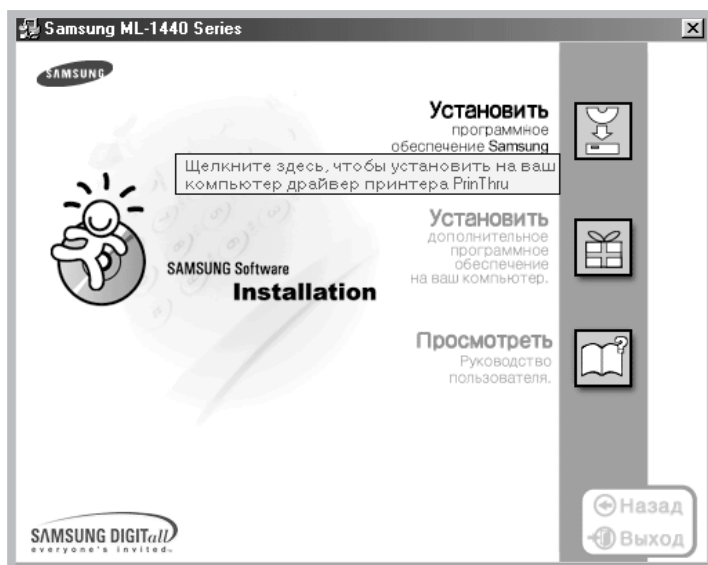 Samsung ML-1440 Series
SAMSUNG
Установить
программное
обеспечение Samsung
Щелкните здесь, чтобы установить на ваш
компьютер драйвер принтера PrinThru
Установить
дополнительное
программное
обеспечение
на ваш компьютер.
SAMSUNG Software
Installation
Просмотреть
Руководство
пользователя.
Назад
Выход
SAMSUNG DIGITall
everyone's invited™